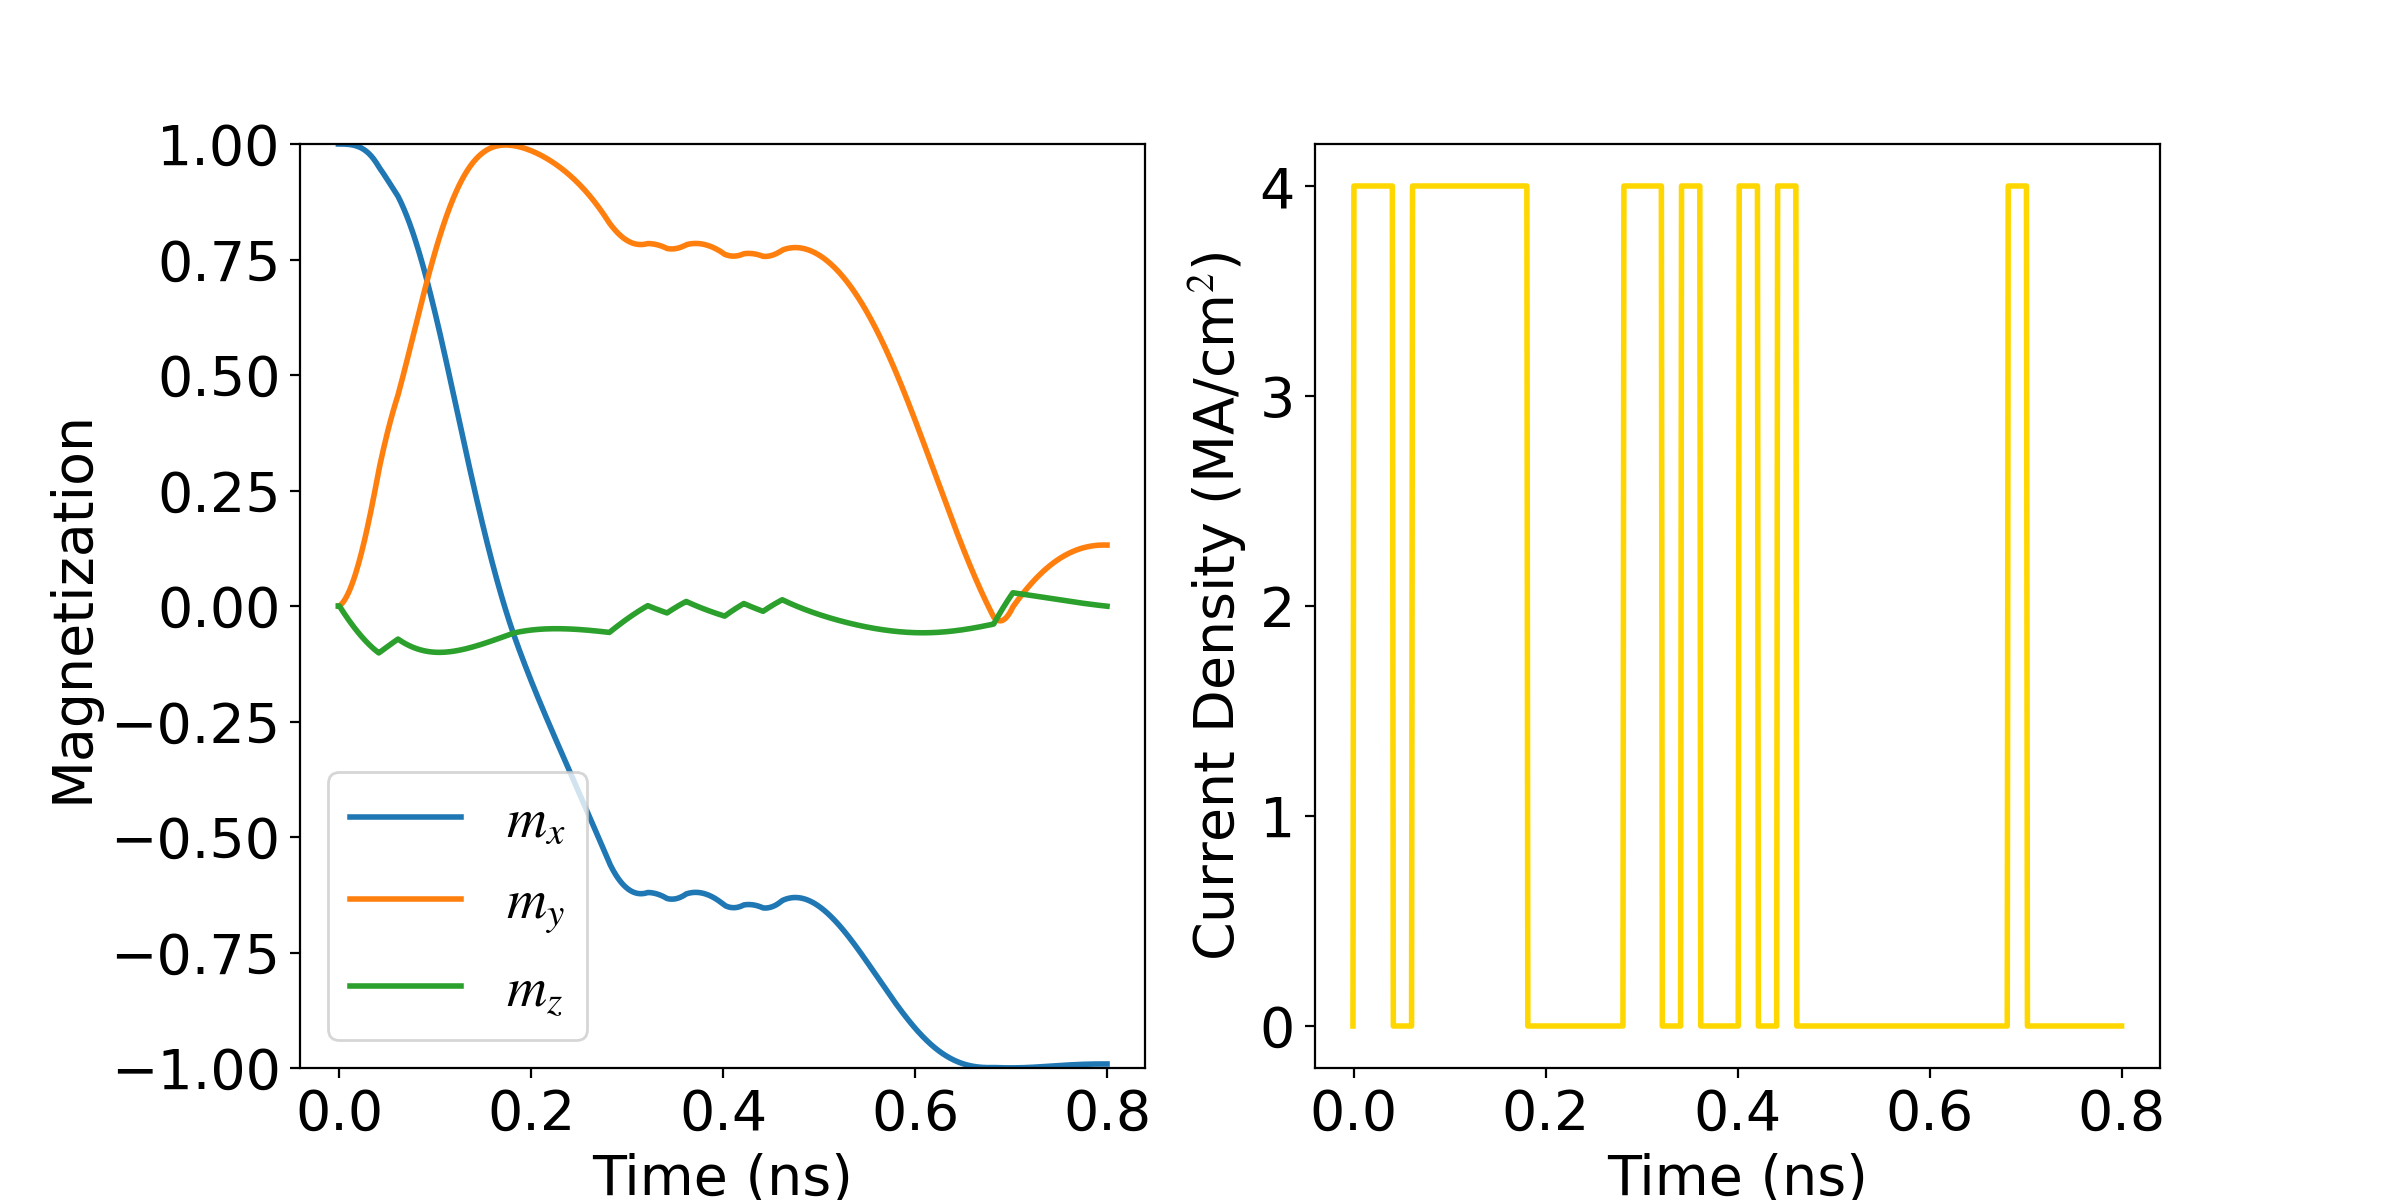 Magnetization
1.00
0.75
0.50
0.25
0.00
−0.25
−0.50
−0.75
−1.00
m_x
m_y
m_z
0.0 0.2 0.4 0.6 0.8
Time (ns)
Current Density (MA/cm²)
4
3
2
1
0
0.0 0.2 0.4 0.6 0.8
Time (ns)